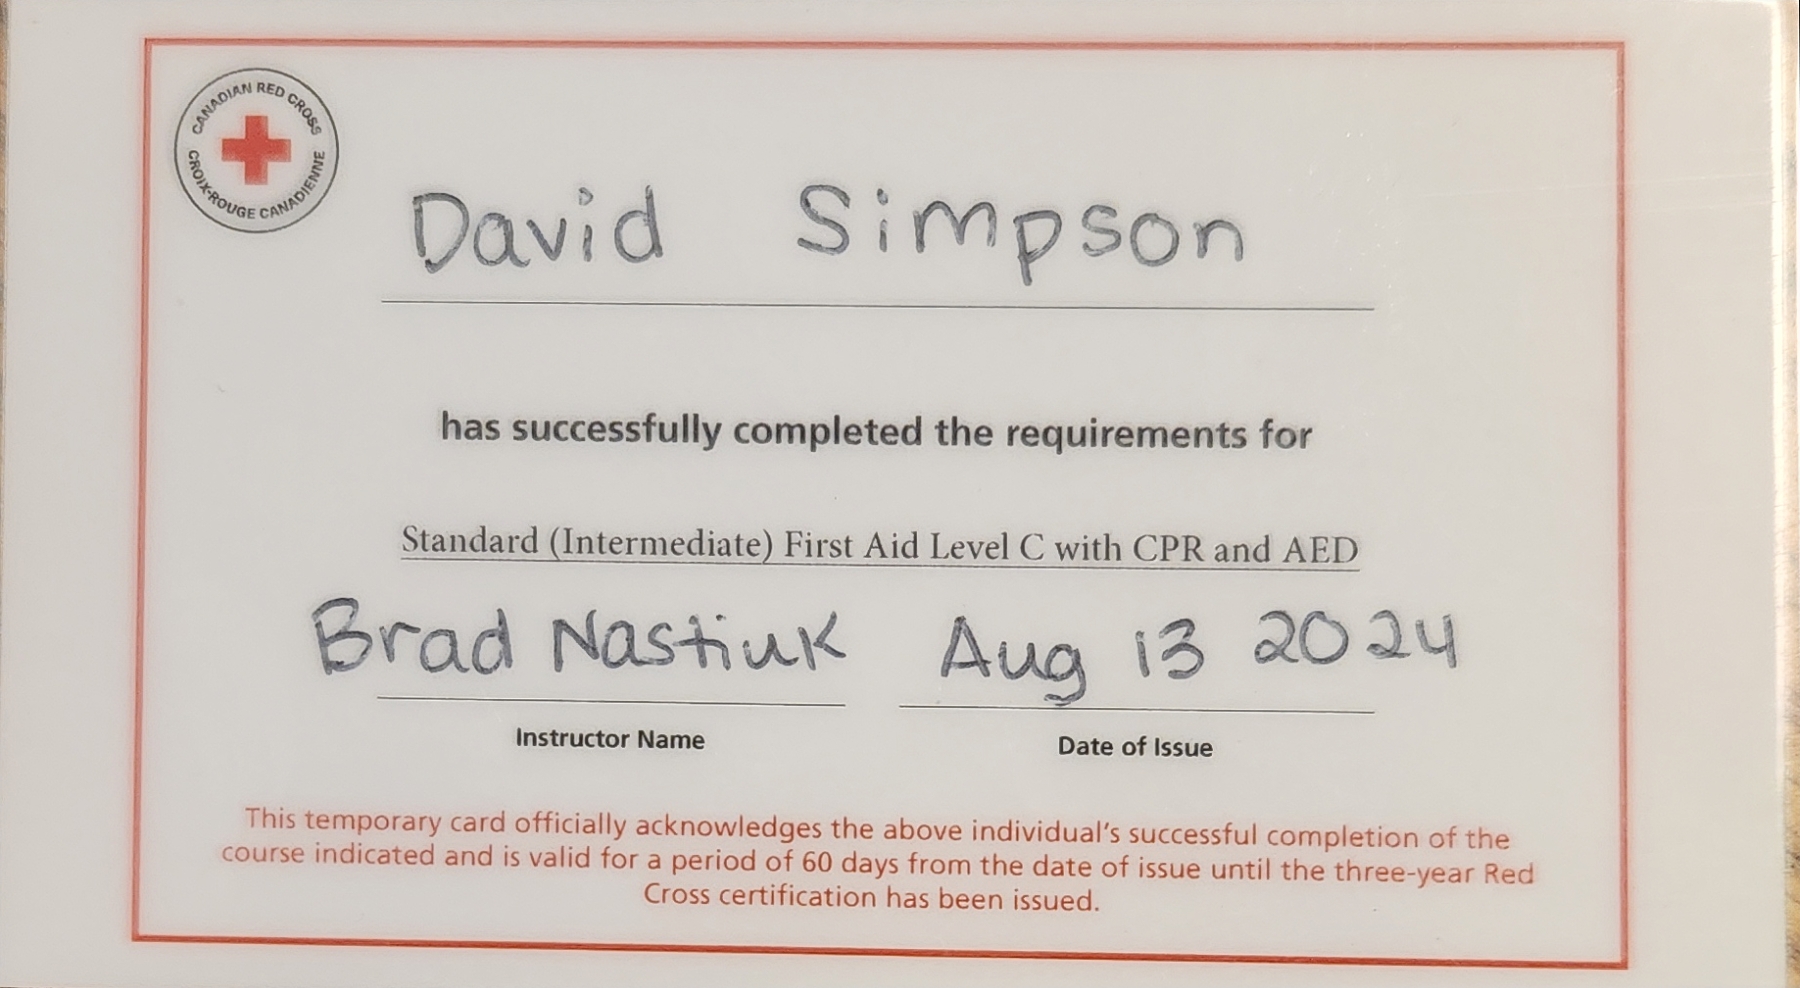 CANADIAN RED CROSS
CROIX-ROUGE CANADIENNE
David Simpson
has successfully completed the requirements for
Standard (Intermediate) First Aid Level C with CPR and AED
Brad Nastiuk Aug 13 2024
Instructor Name Date of Issue
This temporary card officially acknowledges the above individual's successful completion of the
course indicated and is valid for a period of 60 days from the date of issue until the three-year Red
Cross certification has been issued.